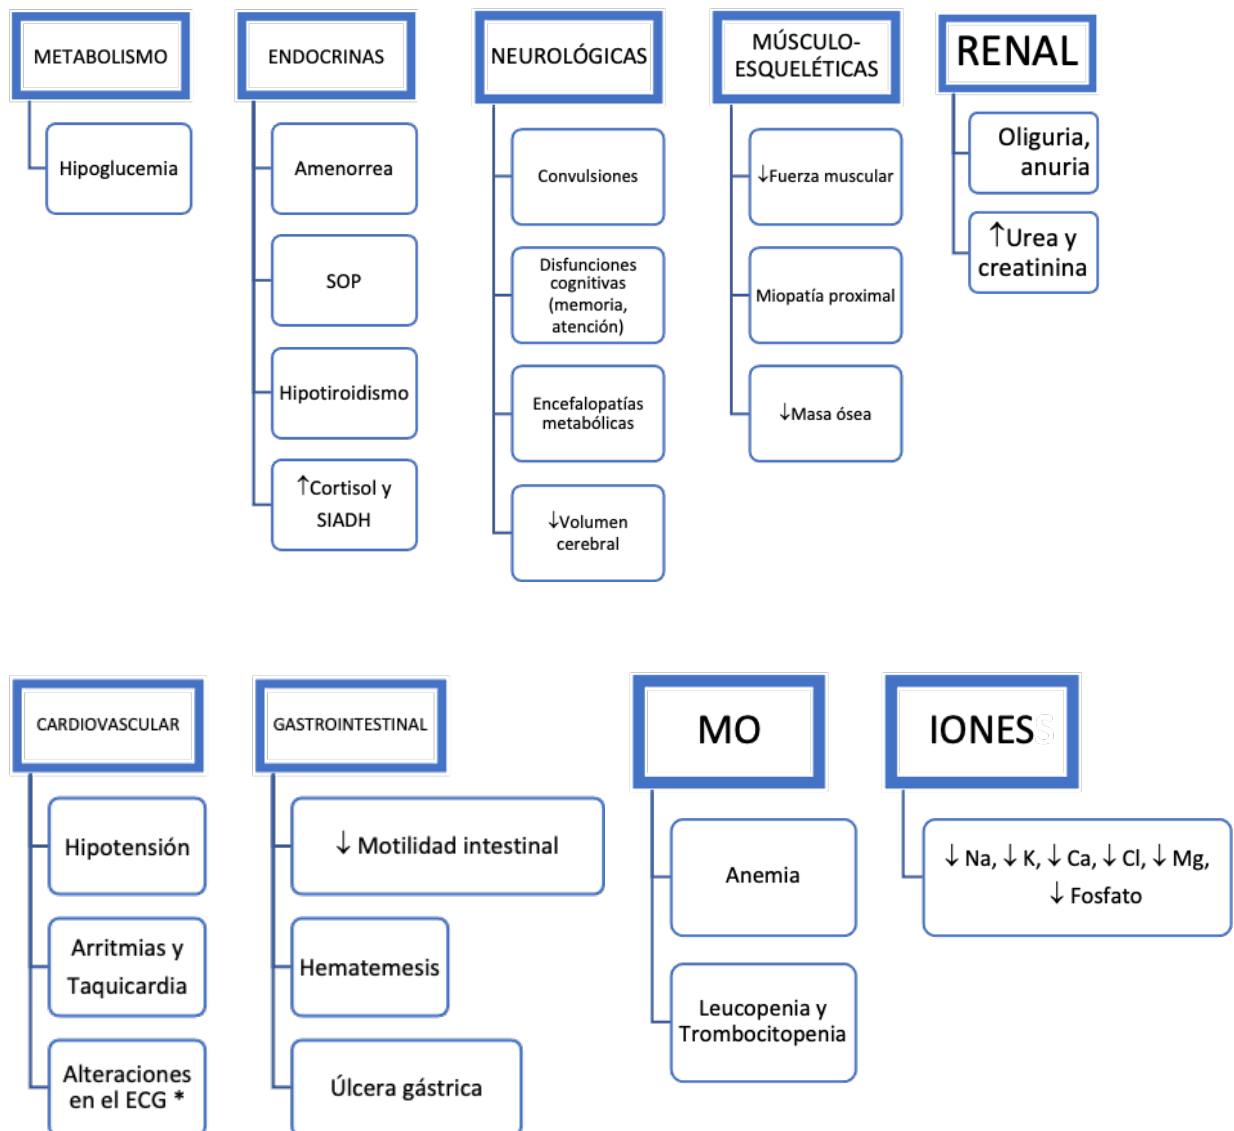 METABOLISMO
Hipoglucemia
ENDOCRINAS
Amenorrea
SOP
Hipotiroidismo
↑Cortisol y
SIADH
NEUROLÓGICAS
Convulsiones
Disfunciones
cognitivas
(memoria,
atención)
Encefalopatías
metabólicas
↓Volumen
cerebral
MÚSCULO-
ESQUELÉTICAS
↓Fuerza muscular
Miopatía proximal
↓Masa ósea
RENAL
Oliguria,
anuria
↑Urea y
creatinina
CARDIOVASCULAR
Hipotensión
Arritmias y
Taquicardia
Alteraciones
en el ECG *
GASTROINTESTINAL
↓ Motilidad intestinal
Hematemesis
Úlcera gástrica
MO
Anemia
Leucopenia y
Trombocitopenia
IONES
↓ Na, ↓ K, ↓ Ca, ↓ Cl, ↓ Mg,
↓ Fosfato